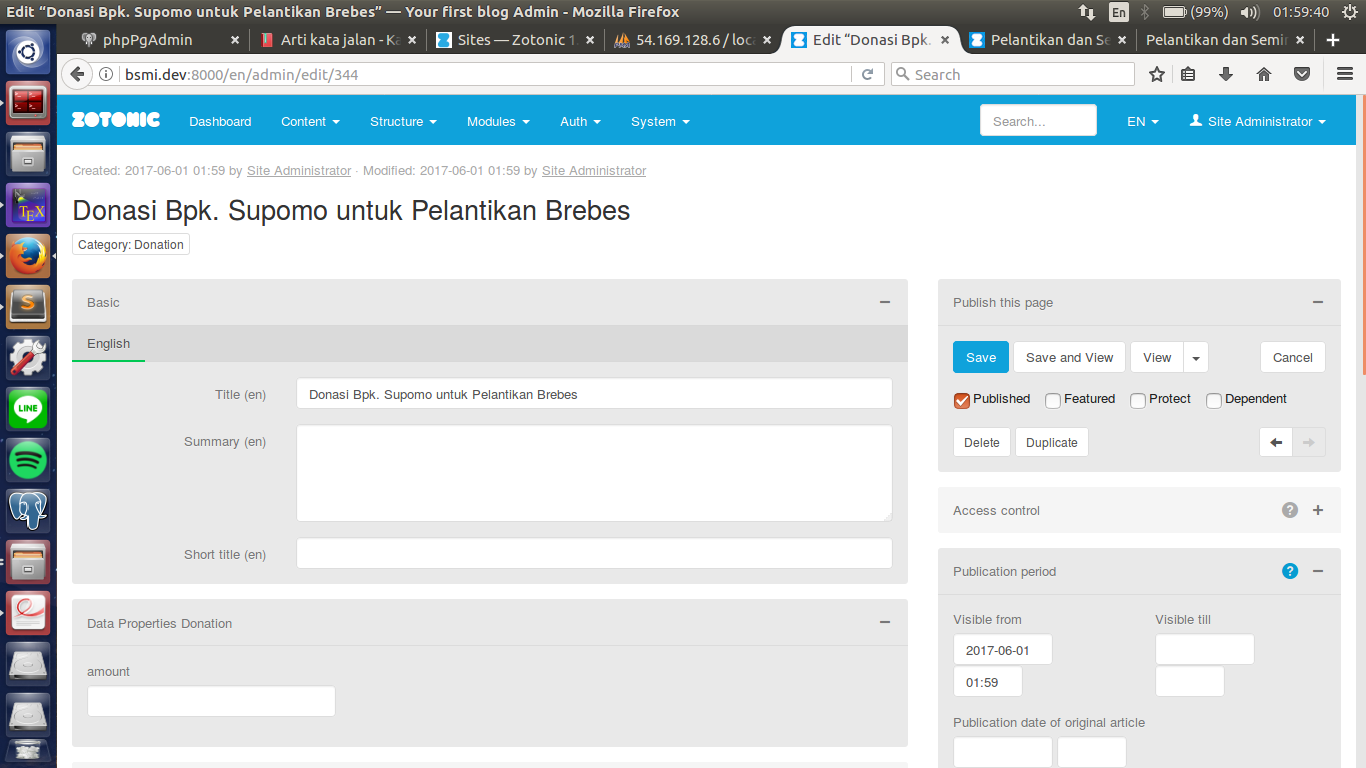 Edit “Donasi Bpk. Supomo untuk Pelantikan Brebes” — Your first blog Admin - Mozilla Firefox
En (99%) 01:59:40
phpPgAdmin
Arti kata jalan - Ka
Sites — Zotonic 1
54.169.128.6 / loca
Edit “Donasi Bpk.
Pelantikan dan Se
Pelantikan dan Semin
bsmi.dev:8000/en/admin/edit/344
Search
ZOTONIC Dashboard Content Structure Modules Auth System Search... EN Site Administrator
Created: 2017-06-01 01:59 by Site Administrator · Modified: 2017-06-01 01:59 by Site Administrator
Donasi Bpk. Supomo untuk Pelantikan Brebes
Category: Donation
Basic
English
Title (en) Donasi Bpk. Supomo untuk Pelantikan Brebes
Summary (en)
Short title (en)
Data Properties Donation
amount
Publish this page
Save Save and View View Cancel
Published Featured Protect Dependent
Delete Duplicate
Access control ?
Publication period ?
Visible from Visible till
2017-06-01
01:59
Publication date of original article
TEX
S
LINE